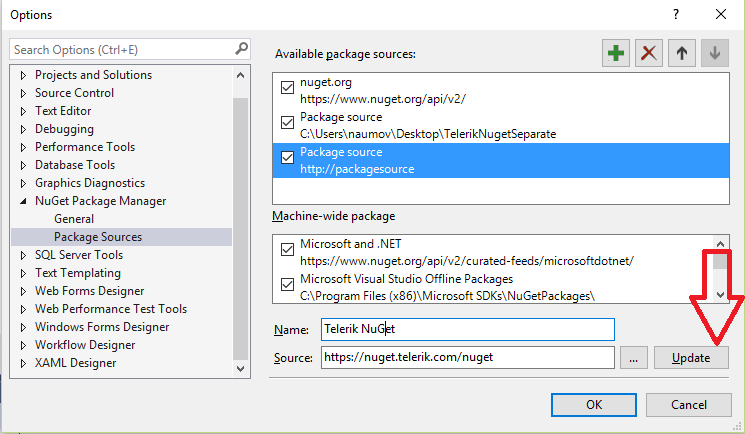 Options
Search Options (Ctrl+E)
Projects and Solutions
Source Control
Text Editor
Debugging
Performance Tools
Database Tools
Graphics Diagnostics
NuGet Package Manager
General
Package Sources
SQL Server Tools
Text Templating
Web Forms Designer
Web Performance Test Tools
Windows Forms Designer
Workflow Designer
XAML Designer
Available package sources:
nuget.org
https://www.nuget.org/api/v2/
Package source
C:\Users\naumov\Desktop\TelerikNugetSeparate
Package source
http://packagesource
Machine-wide package
Microsoft and .NET
https://www.nuget.org/api/v2/curated-feeds/microsoftdotnet/
Microsoft Visual Studio Offline Packages
C:\Program Files (x86)\Microsoft SDKs\NuGetPackages\
Name: Telerik NuGet
Source: https://nuget.telerik.com/nuget ... Update
OK Cancel